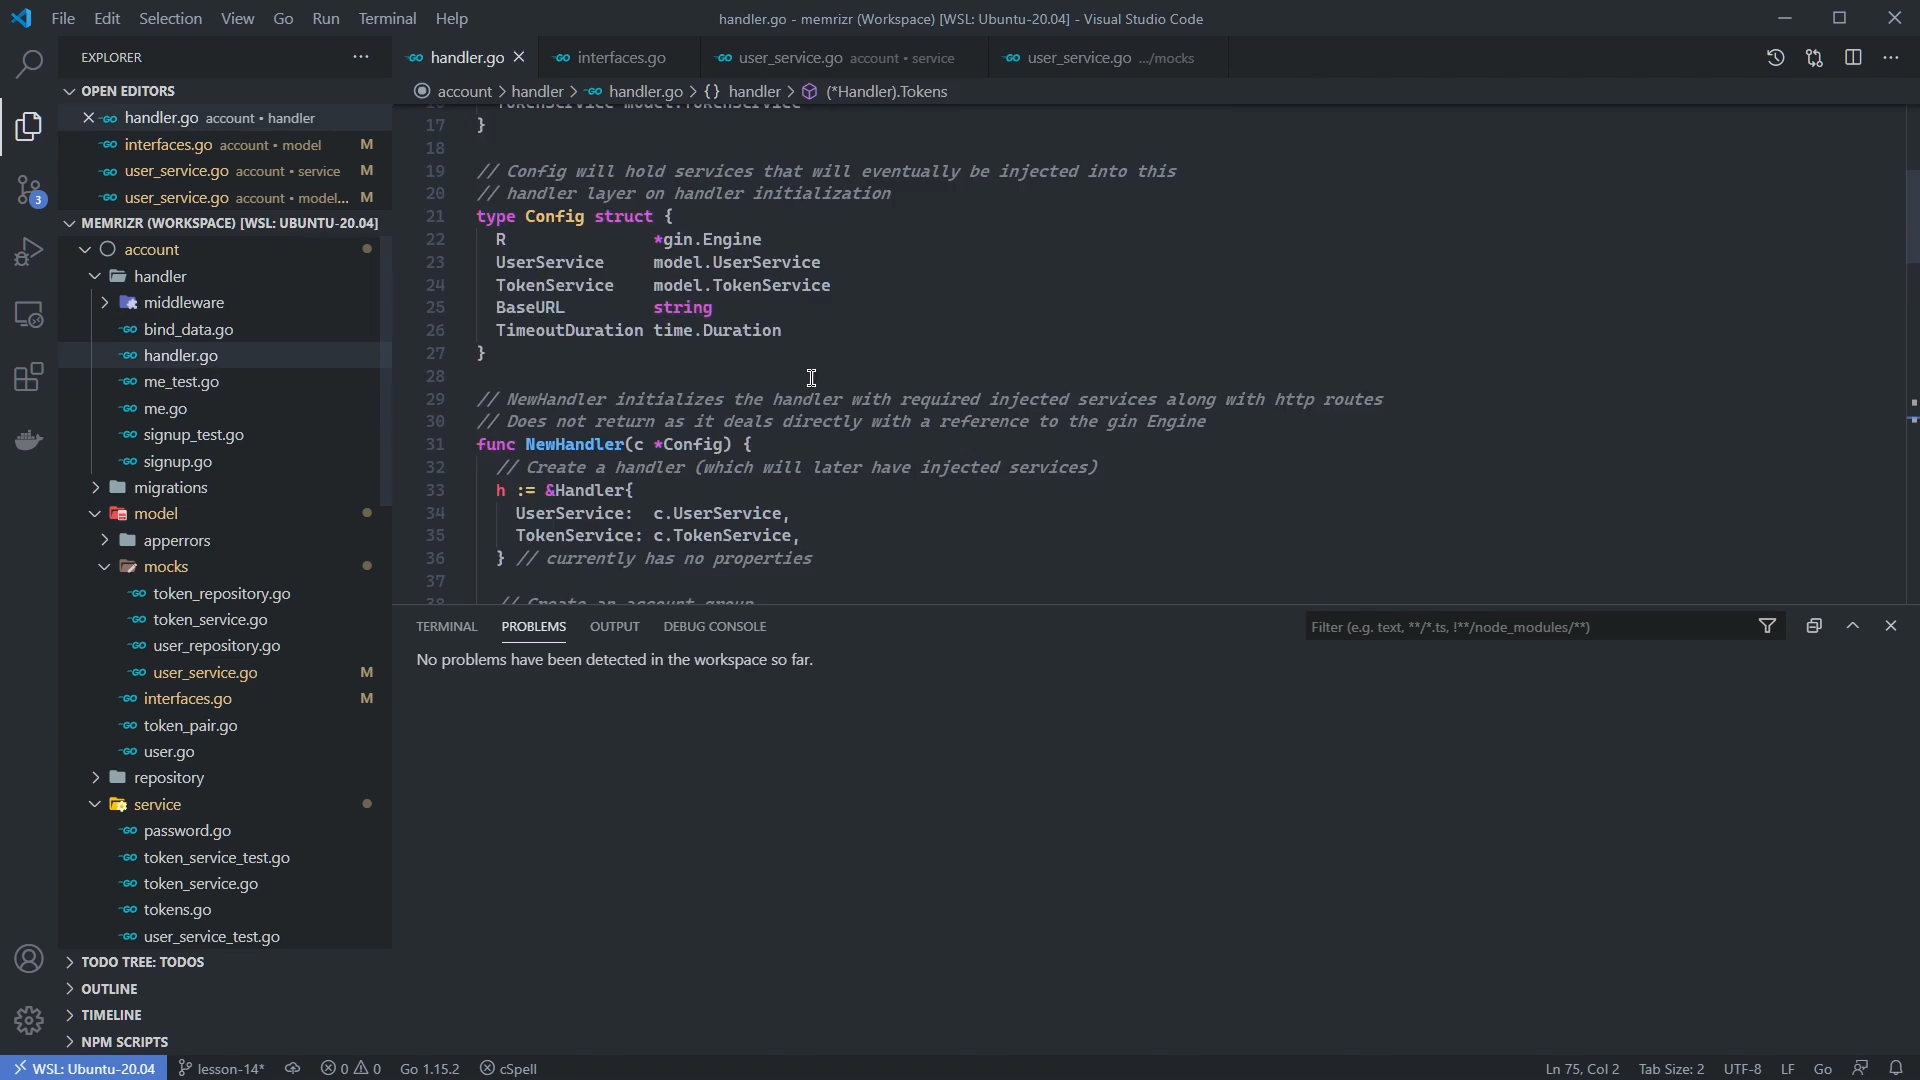 File Edit Selection View Go Run Terminal Help
handler.go - memrizr (Workspace) [WSL: Ubuntu-20.04] - Visual Studio Code
EXPLORER
handler.go
interfaces.go
user_service.go account • service
user_service.go .../mocks
OPEN EDITORS
account > handler > handler.go > {} handler > (*Handler).Tokens
handler.go account • handler
interfaces.go account • model M
user_service.go account • service M
user_service.go account • model... M
MEMRIZR (WORKSPACE) [WSL: UBUNTU-20.04]
account
handler
middleware
bind_data.go
handler.go
me_test.go
me.go
signup_test.go
signup.go
migrations
model
apperrors
mocks
token_repository.go
token_service.go
user_repository.go
user_service.go M
interfaces.go M
token_pair.go
user.go
repository
service
password.go
token_service_test.go
token_service.go
tokens.go
user_service_test.go
TODO TREE: TODOS
OUTLINE
TIMELINE
NPM SCRIPTS
3
16 TokenService model.TokenService
17 }
18
19 // Config will hold services that will eventually be injected into this
20 // handler layer on handler initialization
21 type Config struct {
22 R *gin.Engine
23 UserService model.UserService
24 TokenService model.TokenService
25 BaseURL string
26 TimeoutDuration time.Duration
27 }
28
29 // NewHandler initializes the handler with required injected services along with http routes
30 // Does not return as it deals directly with a reference to the gin Engine
31 func NewHandler(c *Config) {
32 // Create a handler (which will later have injected services)
33 h := &Handler{
34 UserService: c.UserService,
35 TokenService: c.TokenService,
36 } // currently has no properties
37
38 // Create an account group
TERMINAL PROBLEMS OUTPUT DEBUG CONSOLE
Filter (e.g. text, **/*.ts, !**/node_modules/**)
No problems have been detected in the workspace so far.
WSL: Ubuntu-20.04 lesson-14* 0 0 Go 1.15.2 cSpell
Ln 75, Col 2 Tab Size: 2 UTF-8 LF Go